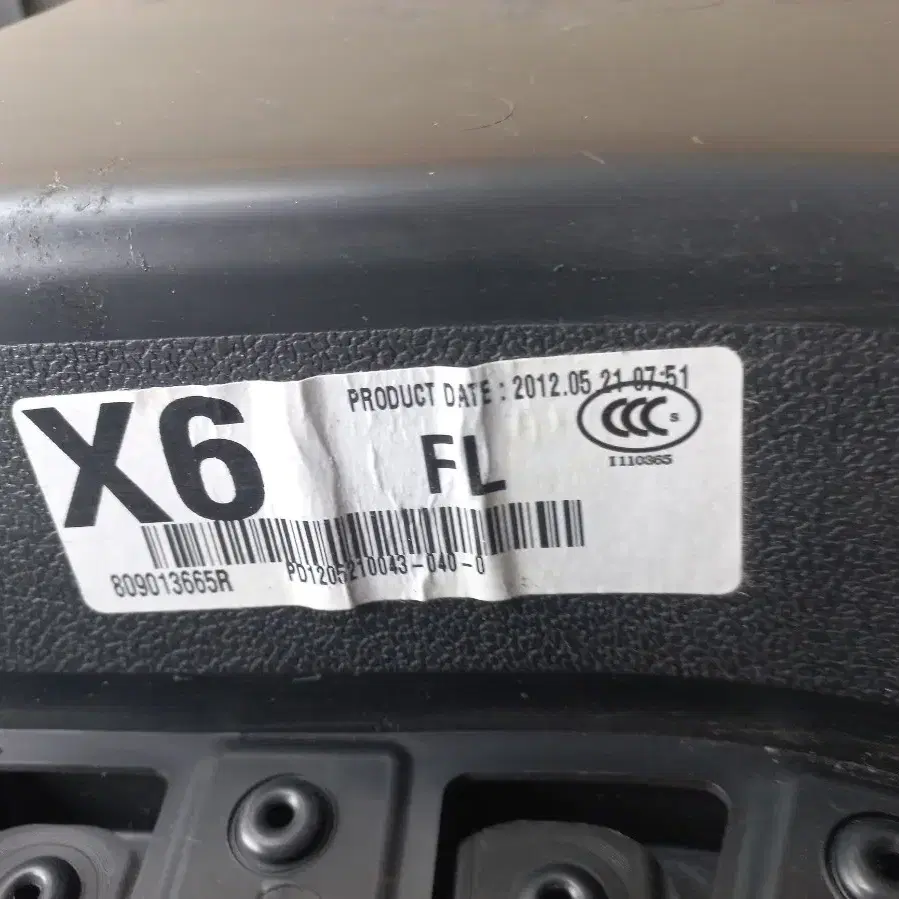 PRODUCT DATE : 2012.05.21 07:51
X6
FL
CCC S
I110365
809013665R
PD1205210043-040-0